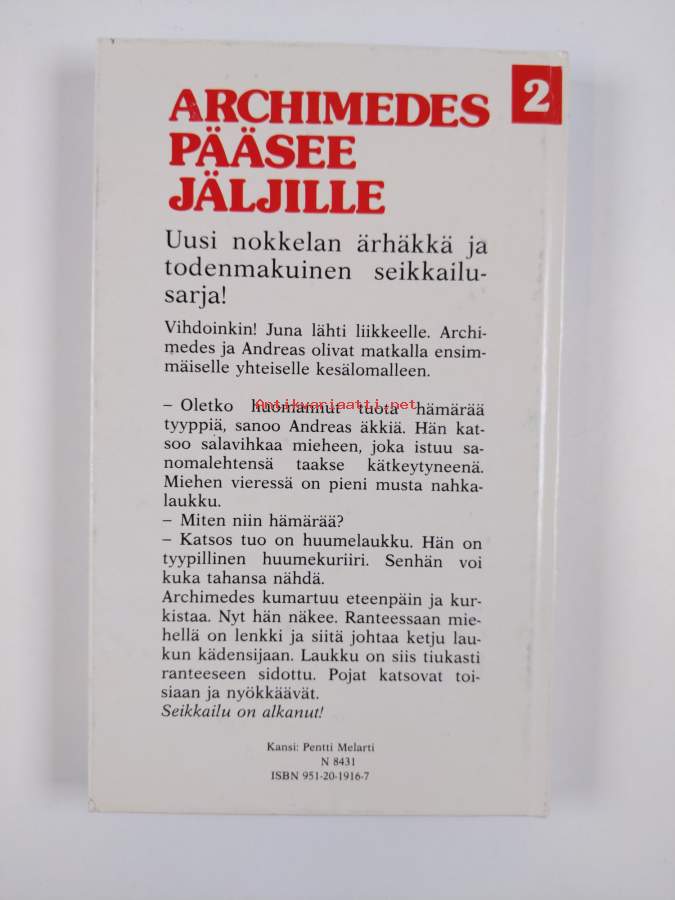 2
ARCHIMEDES
PÄÄSEE
JÄLJILLE
Uusi nokkelan ärhäkkä ja
todenmakuinen seikkailu-
sarja!
Vihdoinkin! Juna lähti liikkeelle. Archi-
medes ja Andreas olivat matkalla ensim-
mäiselle yhteiselle kesälomalleen.
– Oletko huomannut tuota hämärää
Antikvariaatti.net
tyyppiä, sanoo Andreas äkkiä. Hän kat-
soo salavihkaa mieheen, joka istuu sa-
nomalehtensä taakse kätkeytyneenä.
Miehen vieressä on pieni musta nahka-
laukku.
– Miten niin hämärää?
– Katsos tuo on huumelaukku. Hän on
tyypillinen huumekuriiri. Senhän voi
kuka tahansa nähdä.
Archimedes kumartuu eteenpäin ja kur-
kistaa. Nyt hän näkee. Ranteessaan mie-
hellä on lenkki ja siitä johtaa ketju lau-
kun kädensijaan. Laukku on siis tiukasti
ranteeseen sidottu. Pojat katsovat toi-
siaan ja nyökkäävät.
Seikkailu on alkanut!
Kansi: Pentti Melarti
N 8431
ISBN 951-20-1916-7